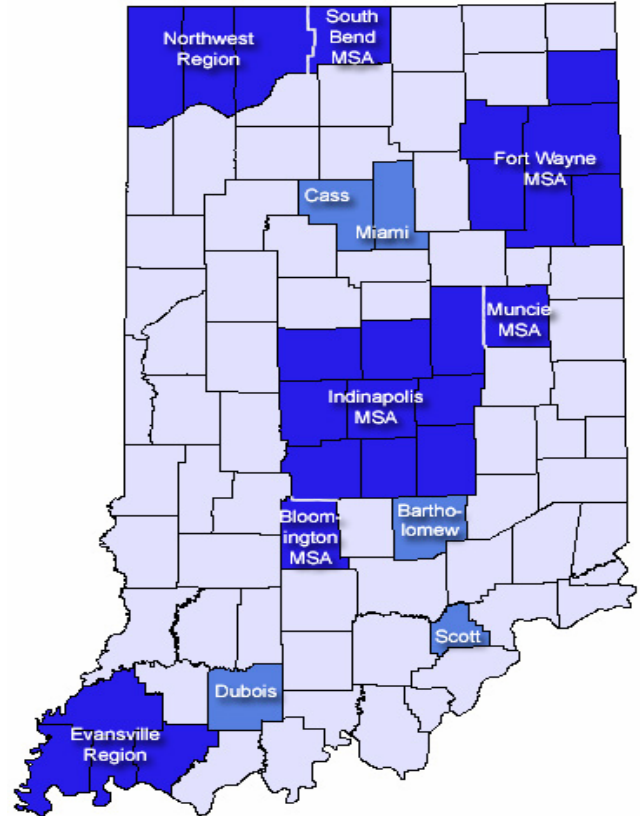 Northwest
Region
South
Bend
MSA
Fort Wayne
MSA
Cass
Miami
Muncie
MSA
Indinapolis
MSA
Bloom-
ington
MSA
Bartho-
lomew
Scott
Dubois
Evansville
Region